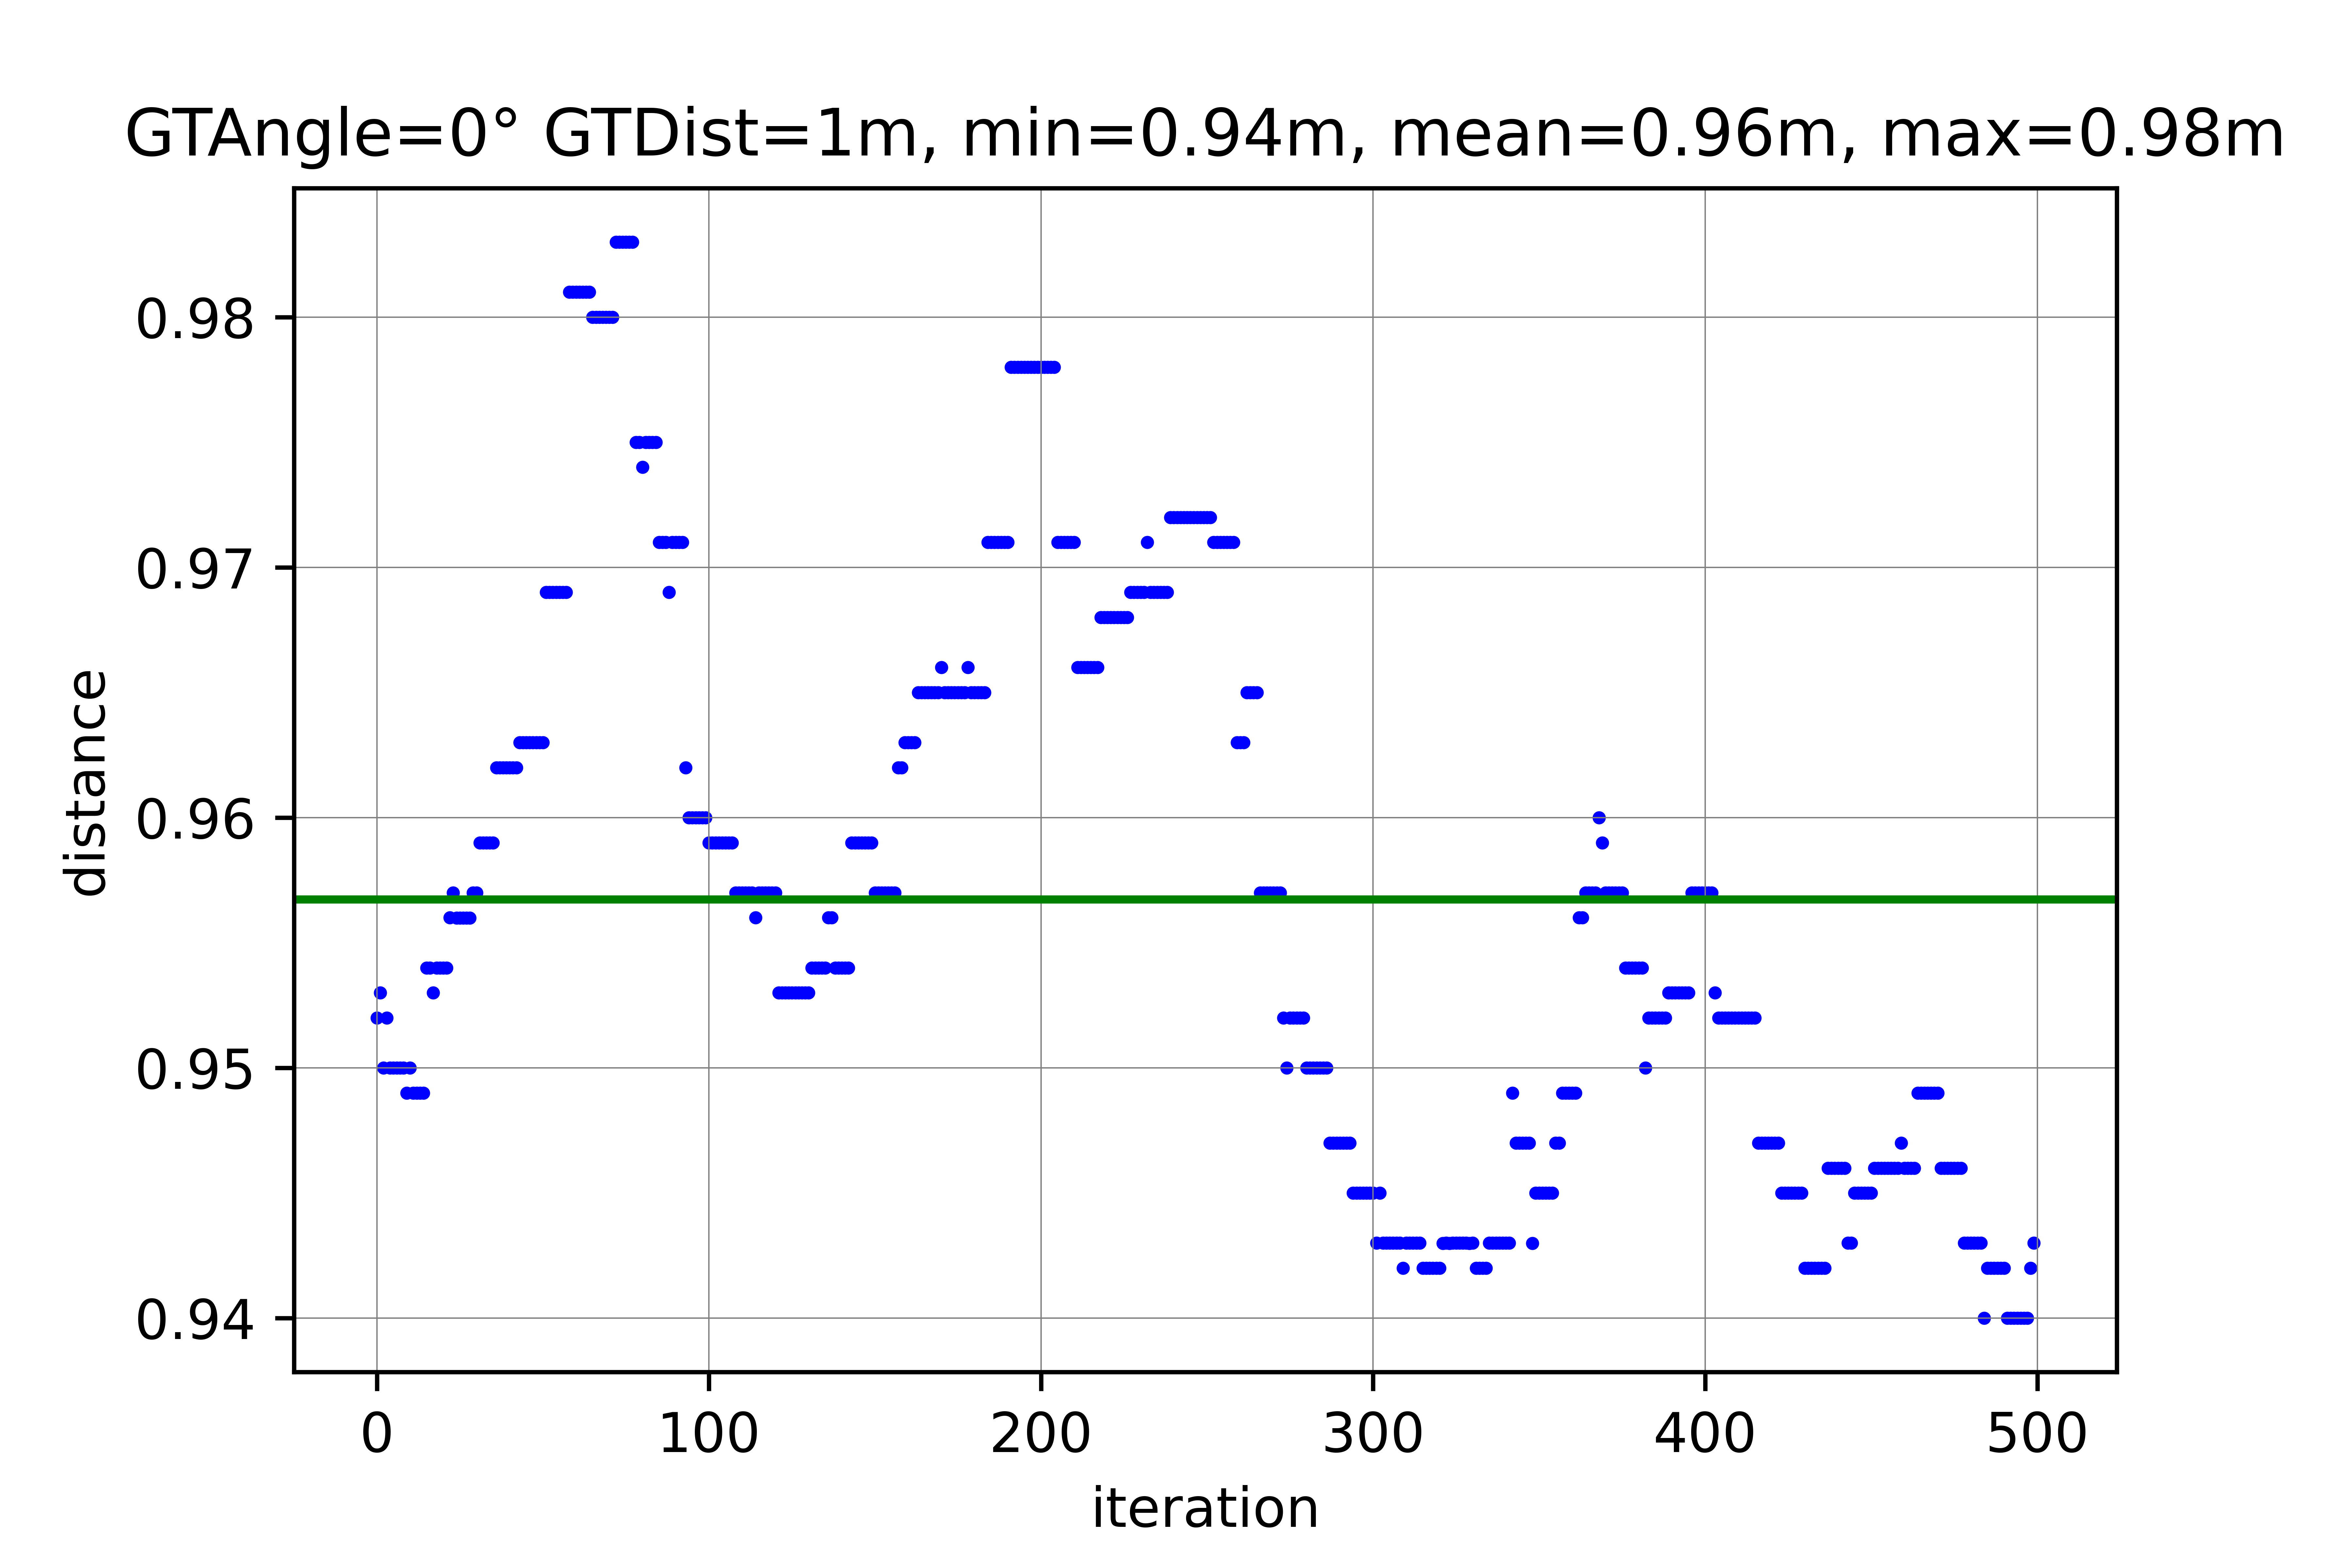 GTAngle=0° GTDist=1m, min=0.94m, mean=0.96m, max=0.98m
0.98
0.97
0.96
0.95
0.94
distance
0 100 200 300 400 500
iteration